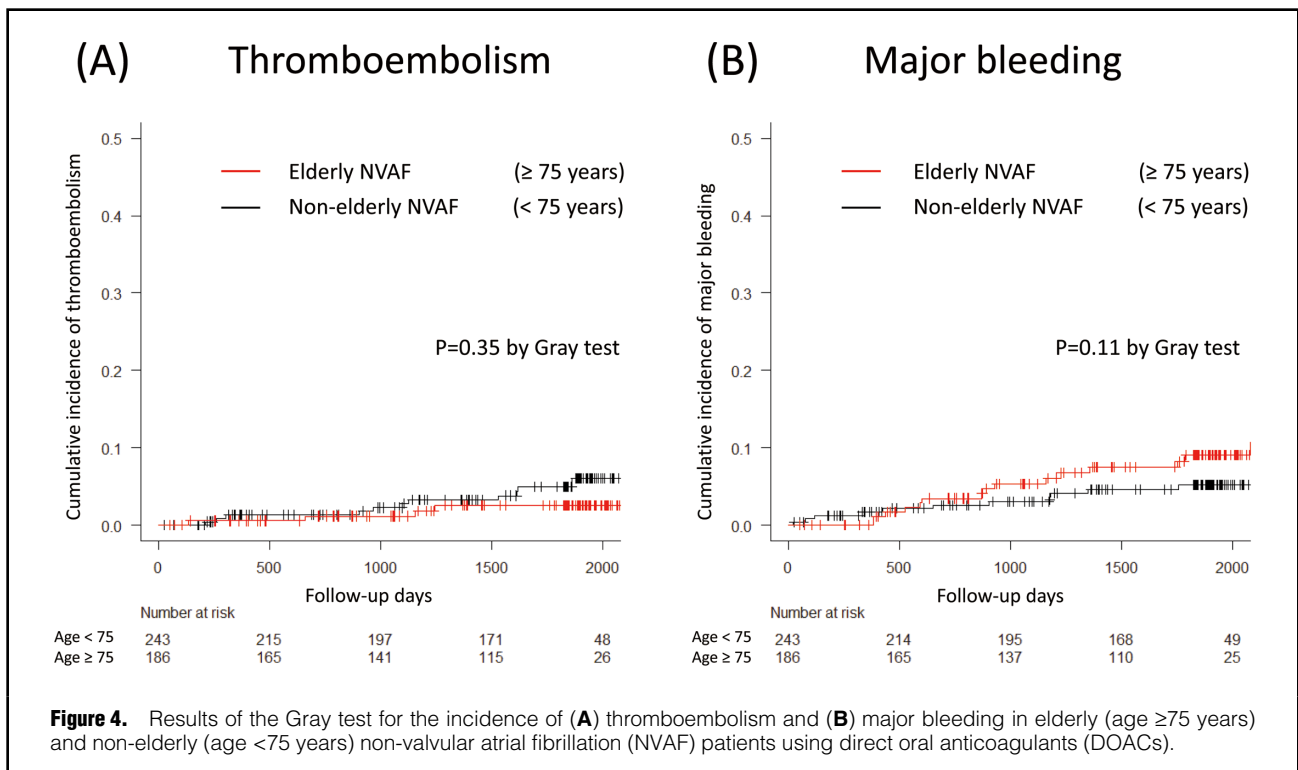 (A) Thromboembolism
Cumulative incidence of thromboembolism
0.5
0.4
0.3
0.2
0.1
0.0
Elderly NVAF (≥ 75 years)
Non-elderly NVAF (< 75 years)
P=0.35 by Gray test
0 500 1000 1500 2000
Follow-up days
Number at risk
Age < 75 243 215 197 171 48
Age ≥ 75 186 165 141 115 26
(B) Major bleeding
Cumulative incidence of major bleeding
0.5
0.4
0.3
0.2
0.1
0.0
Elderly NVAF (≥ 75 years)
Non-elderly NVAF (< 75 years)
P=0.11 by Gray test
0 500 1000 1500 2000
Follow-up days
Number at risk
Age < 75 243 214 195 168 49
Age ≥ 75 186 165 137 110 25
Figure 4. Results of the Gray test for the incidence of (A) thromboembolism and (B) major bleeding in elderly (age ≥75 years)
and non-elderly (age <75 years) non-valvular atrial fibrillation (NVAF) patients using direct oral anticoagulants (DOACs).